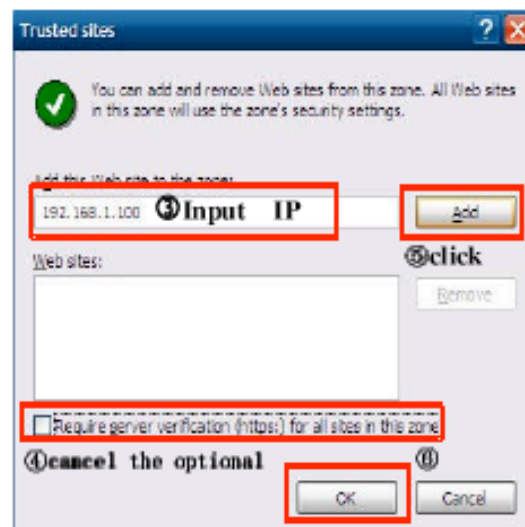 Trusted sites
You can add and remove Web sites from this zone. All Web sites
in this zone will use the zone's security settings.
Add this Web site to the zone:
192.168.1.100 ③Input IP
Add
⑤click
Web sites:
Remove
Require server verification (https:) for all sites in this zone
④cancel the optional
⑥
OK
Cancel